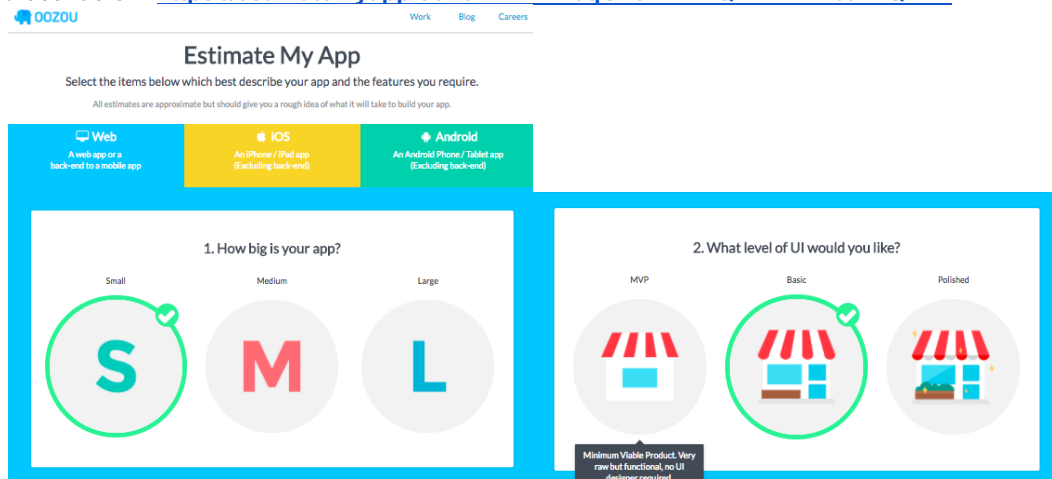 OOZOU
Work Blog Careers
Estimate My App
Select the items below which best describe your app and the features you require.
All estimates are approximate but should give you a rough idea of what it will take to build your app.
Web
A web app or a
back-end to a mobile app
iOS
An iPhone / iPad app
(Excluding back-end)
Android
An Android Phone / Tablet app
(Excluding back-end)
1. How big is your app?
Small Medium Large
S M L
2. What level of UI would you like?
MVP Basic Polished
Minimum Viable Product. Very
raw but functional, no UI
designer required